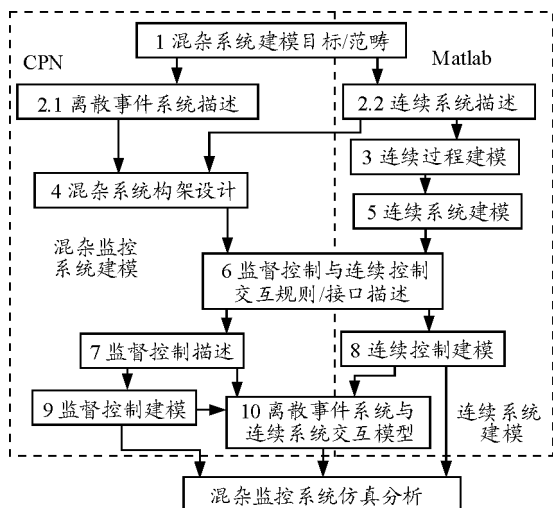 1 混杂系统建模目标/范畴
CPN
Matlab
2.1 离散事件系统描述
2.2 连续系统描述
3 连续过程建模
4 混杂系统构架设计
5 连续系统建模
混杂监控
系统建模
6 监督控制与连续控制
交互规则/接口描述
7 监督控制描述
8 连续控制建模
9 监督控制建模
10 离散事件系统与
连续系统交互模型
连续系统
建模
混杂监控系统仿真分析